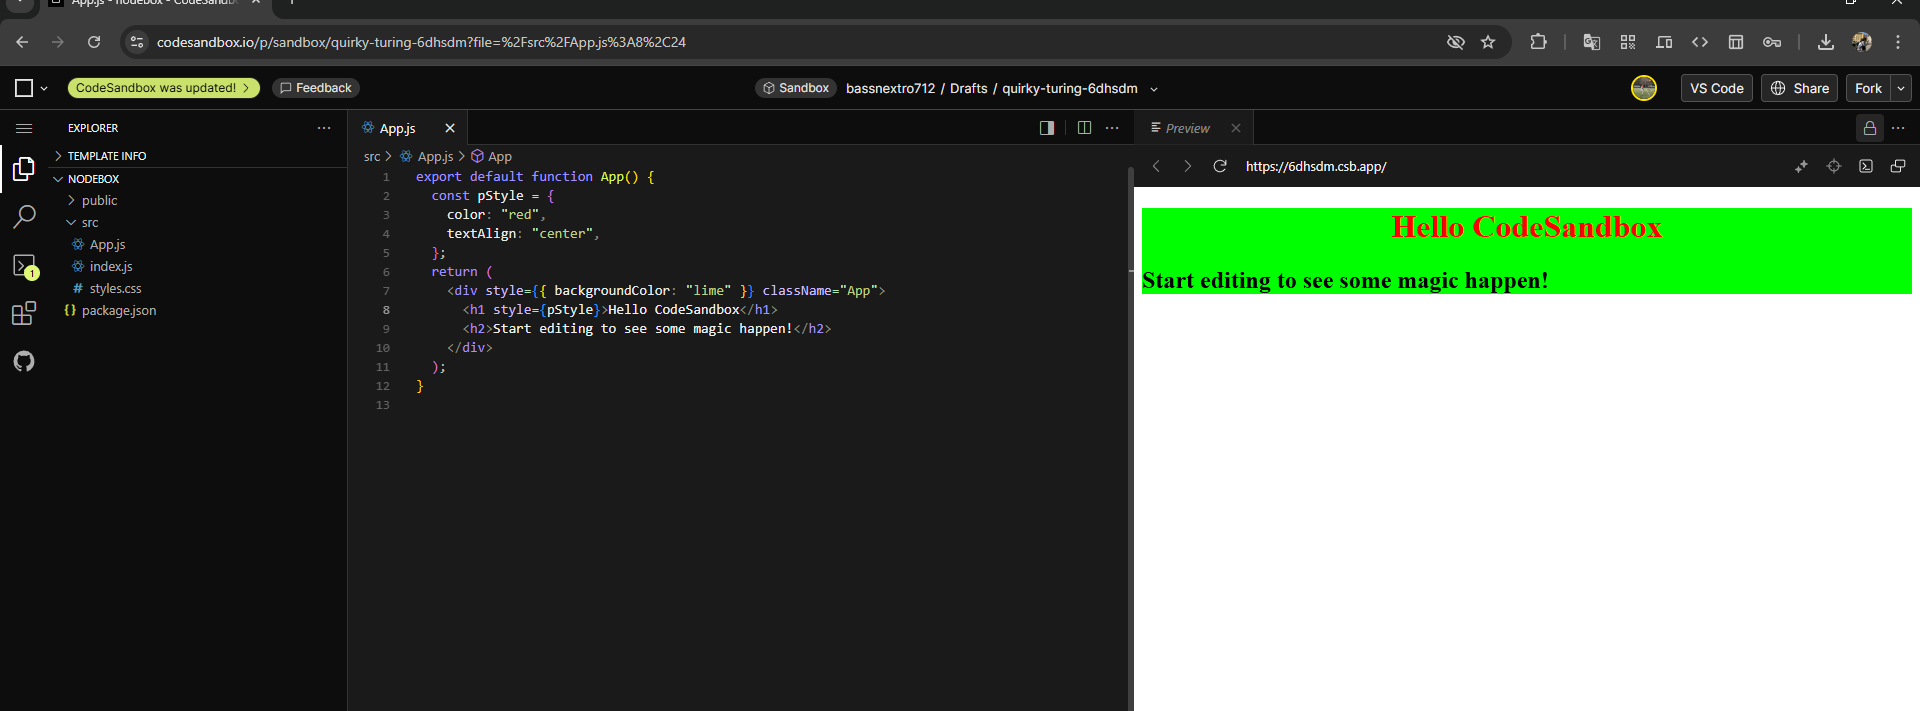 App.js - nodebox - CodeSandbo
codesandbox.io/p/sandbox/quirky-turing-6dhsdm?file=%2Fsrc%2FApp.js%3A8%2C24
CodeSandbox was updated!
Feedback
Sandbox
bassnextro712 / Drafts / quirky-turing-6dhsdm
VS Code
Share
Fork
EXPLORER
TEMPLATE INFO
NODEBOX
public
src
App.js
index.js
# styles.css
{} package.json
1
App.js
src > App.js > App
1 export default function App() {
2 const pStyle = {
3 color: "red",
4 textAlign: "center",
5 };
6 return (
7 <div style={{ backgroundColor: "lime" }} className="App">
8 <h1 style={pStyle}>Hello CodeSandbox</h1>
9 <h2>Start editing to see some magic happen!</h2>
10 </div>
11 );
12 }
13
Preview
https://6dhsdm.csb.app/
Hello CodeSandbox
Start editing to see some magic happen!